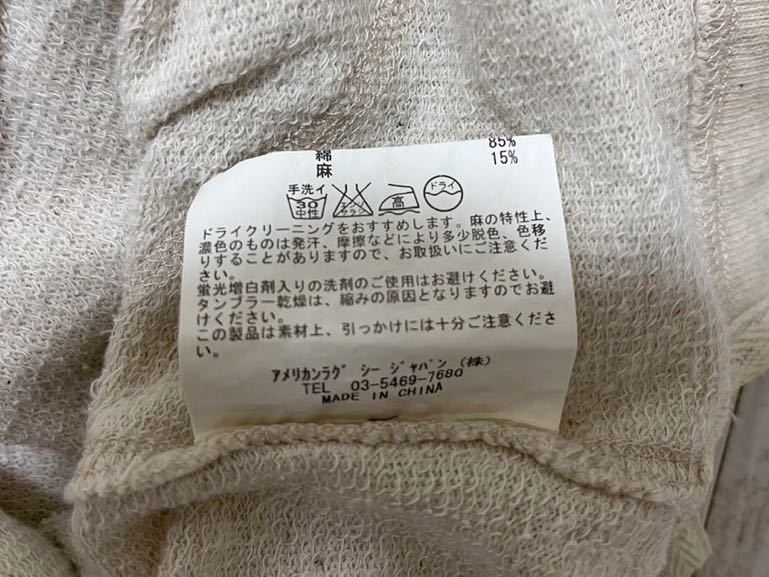 綿 85%
麻 15%
手洗イ
30
中性
エンソ
サラシ
高
ドライ
ドライクリーニングをおすすめします。麻の特性上、
濃色のものは発汗、摩擦などにより多少脱色、色移
りすることがありますので、お取扱いにご注意くだ
さい。
蛍光増白剤入りの洗剤のご使用はお避けください。
タンブラー乾燥は、縮みの原因となりますのでお避
けください。
この製品は素材上、引っかけには十分ご注意くださ
い。
アメリカンラグ シー ジャパン (株)
TEL 03-5469-7680
MADE IN CHINA